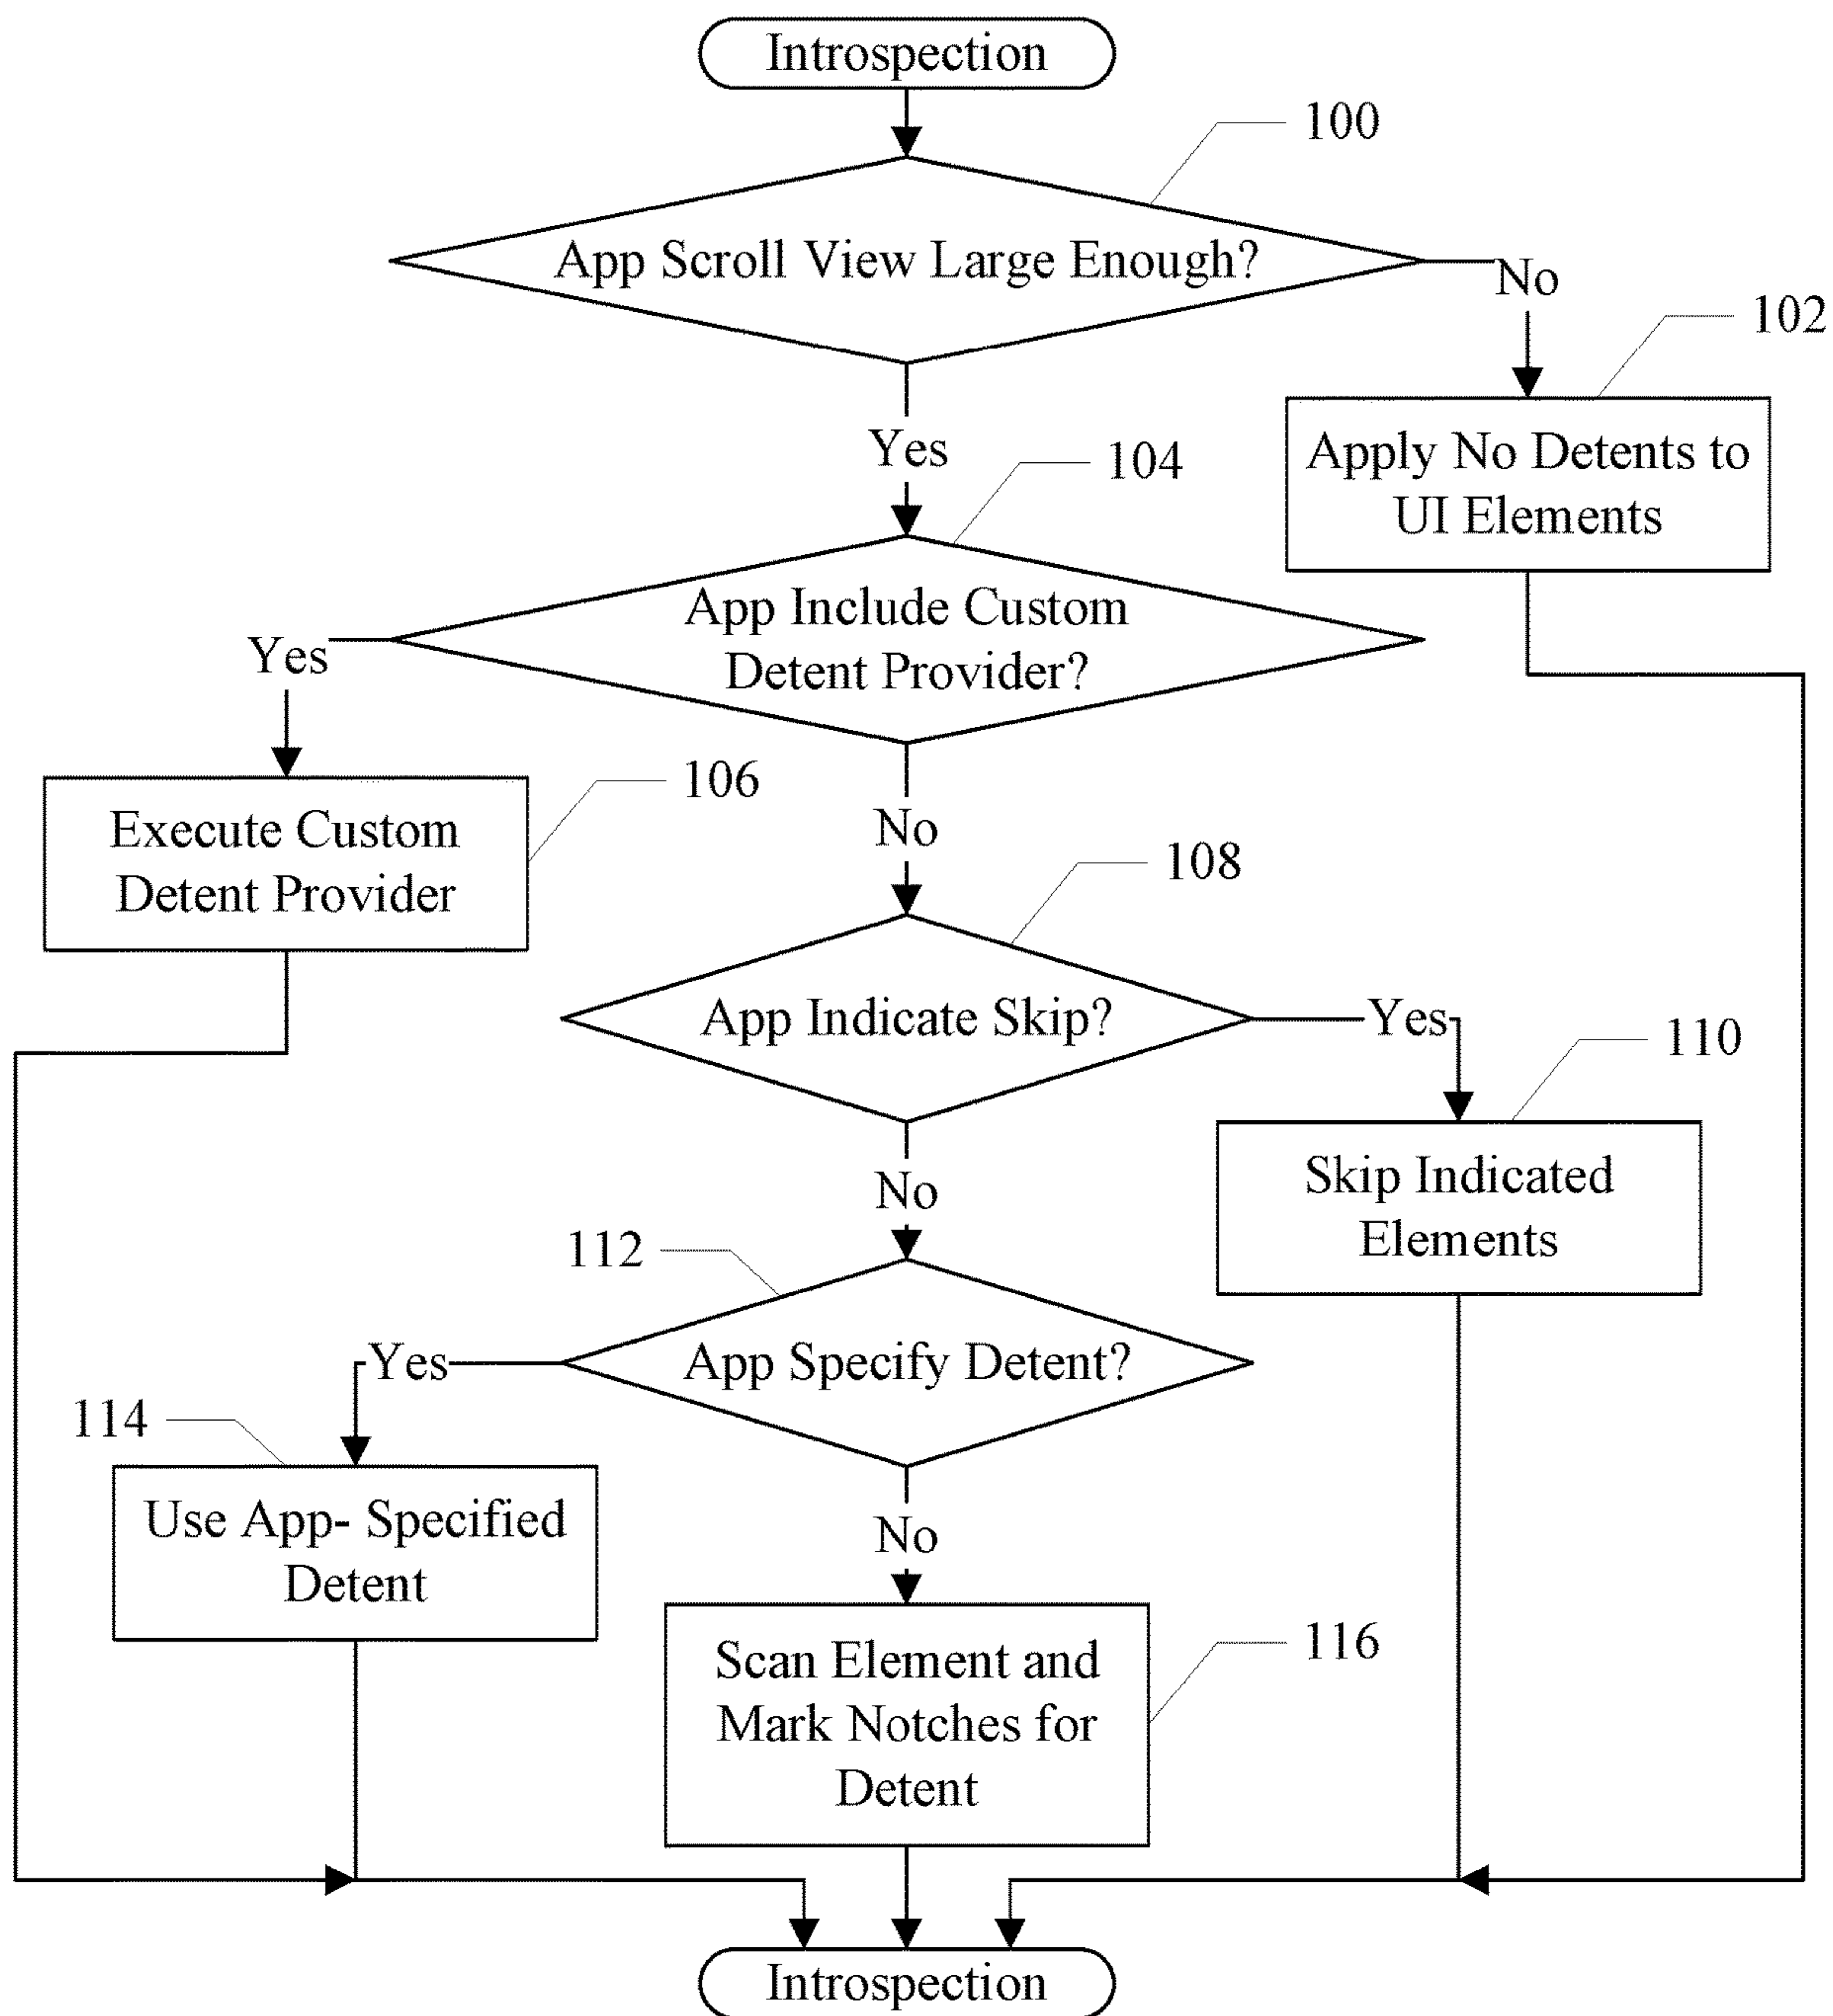 Introspection
100
App Scroll View Large Enough?
No
102
Apply No Detents to
UI Elements
Yes
104
App Include Custom
Detent Provider?
Yes
106
Execute Custom
Detent Provider
No
108
App Indicate Skip?
Yes
110
Skip Indicated
Elements
No
112
App Specify Detent?
Yes
114
Use App- Specified
Detent
No
116
Scan Element and
Mark Notches for
Detent
Introspection